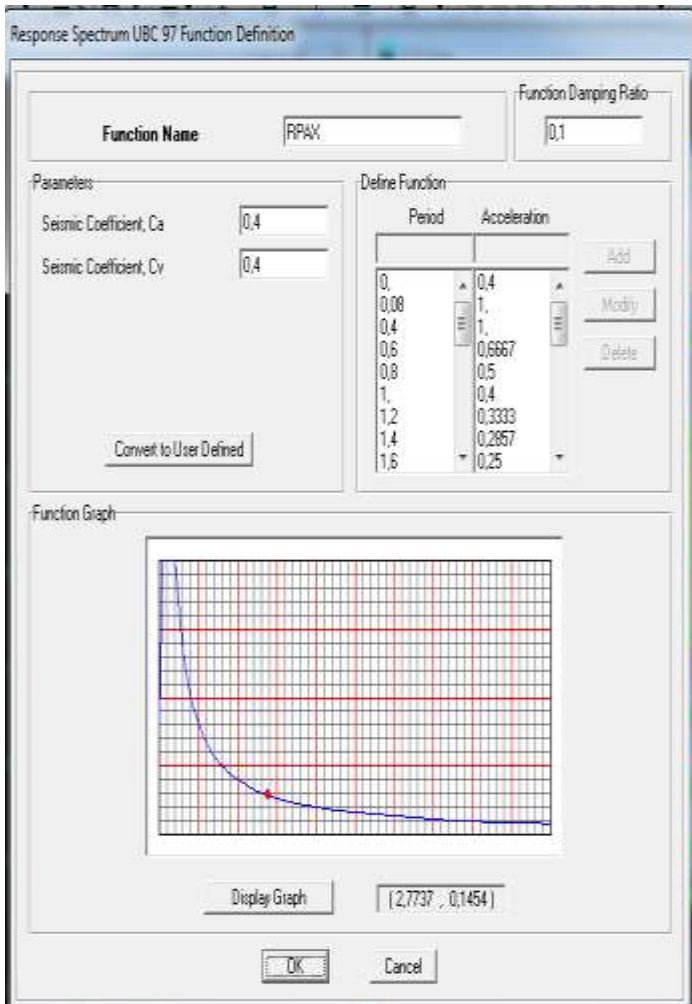 Response Spectrum UBC 97 Function Definition
Function Damping Ratio
Function Name
RPAX
0,1
Parameters
Define Function
Seismic Coefficient, Ca
0,4
Seismic Coefficient, Cv
0,4
Period Acceleration
Add
Modify
Delete
0, 0,4
0,08 1,
0,4 1,
0,6 0,6667
0,8 0,5
1, 0,4
1,2 0,3333
1,4 0,2857
1,6 0,25
Convert to User Defined
Function Graph
Display Graph
(2,7737 , 0,1454)
OK
Cancel